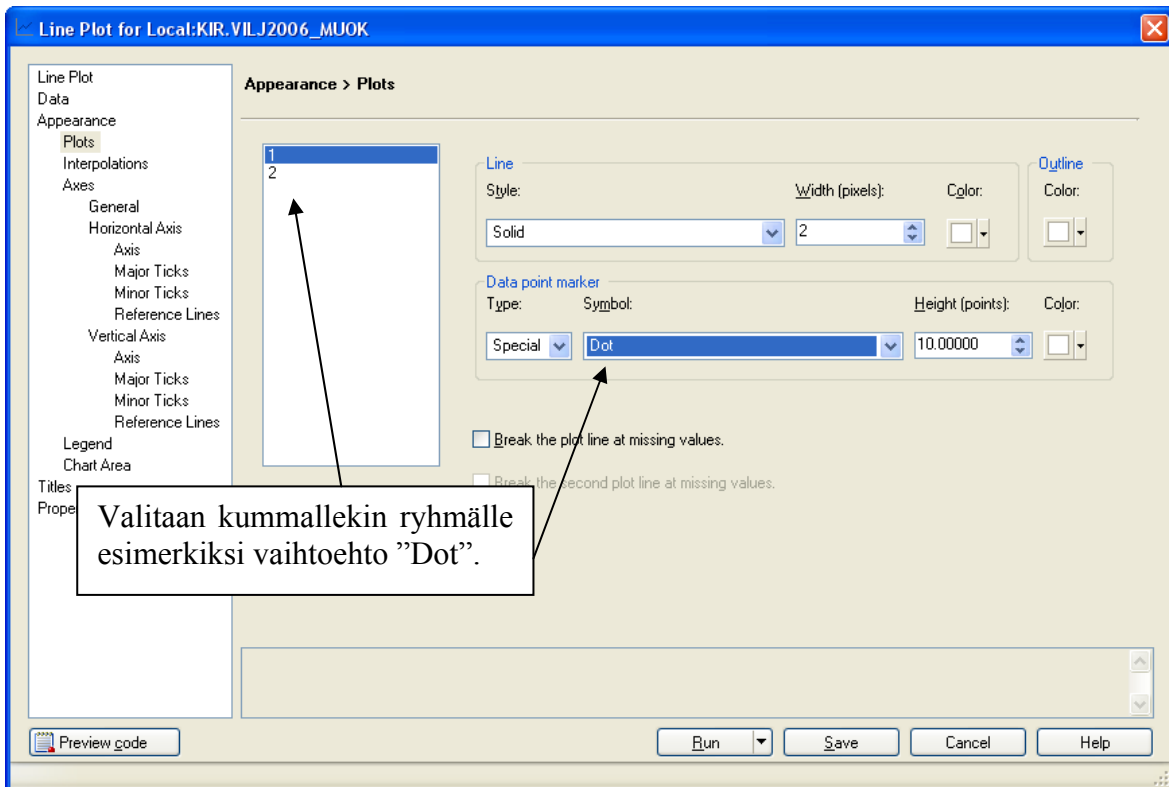 Line Plot for Local:KIR.VILJ2006_MUOK
Line Plot
Data
Appearance
Plots
Interpolations
Axes
General
Horizontal Axis
Axis
Major Ticks
Minor Ticks
Reference Lines
Vertical Axis
Axis
Major Ticks
Minor Ticks
Reference Lines
Legend
Chart Area
Titles
Prope
Appearance > Plots
1
2
Line
Style:
Width (pixels):
Color:
Solid
2
Outline
Color:
Data point marker
Type:
Symbol:
Height (points):
Color:
Special
Dot
10.00000
Break the plot line at missing values.
Break the second plot line at missing values.
Valitaan kummallekin ryhmälle
esimerkiksi vaihtoehto ”Dot”.
Preview code
Run
Save
Cancel
Help